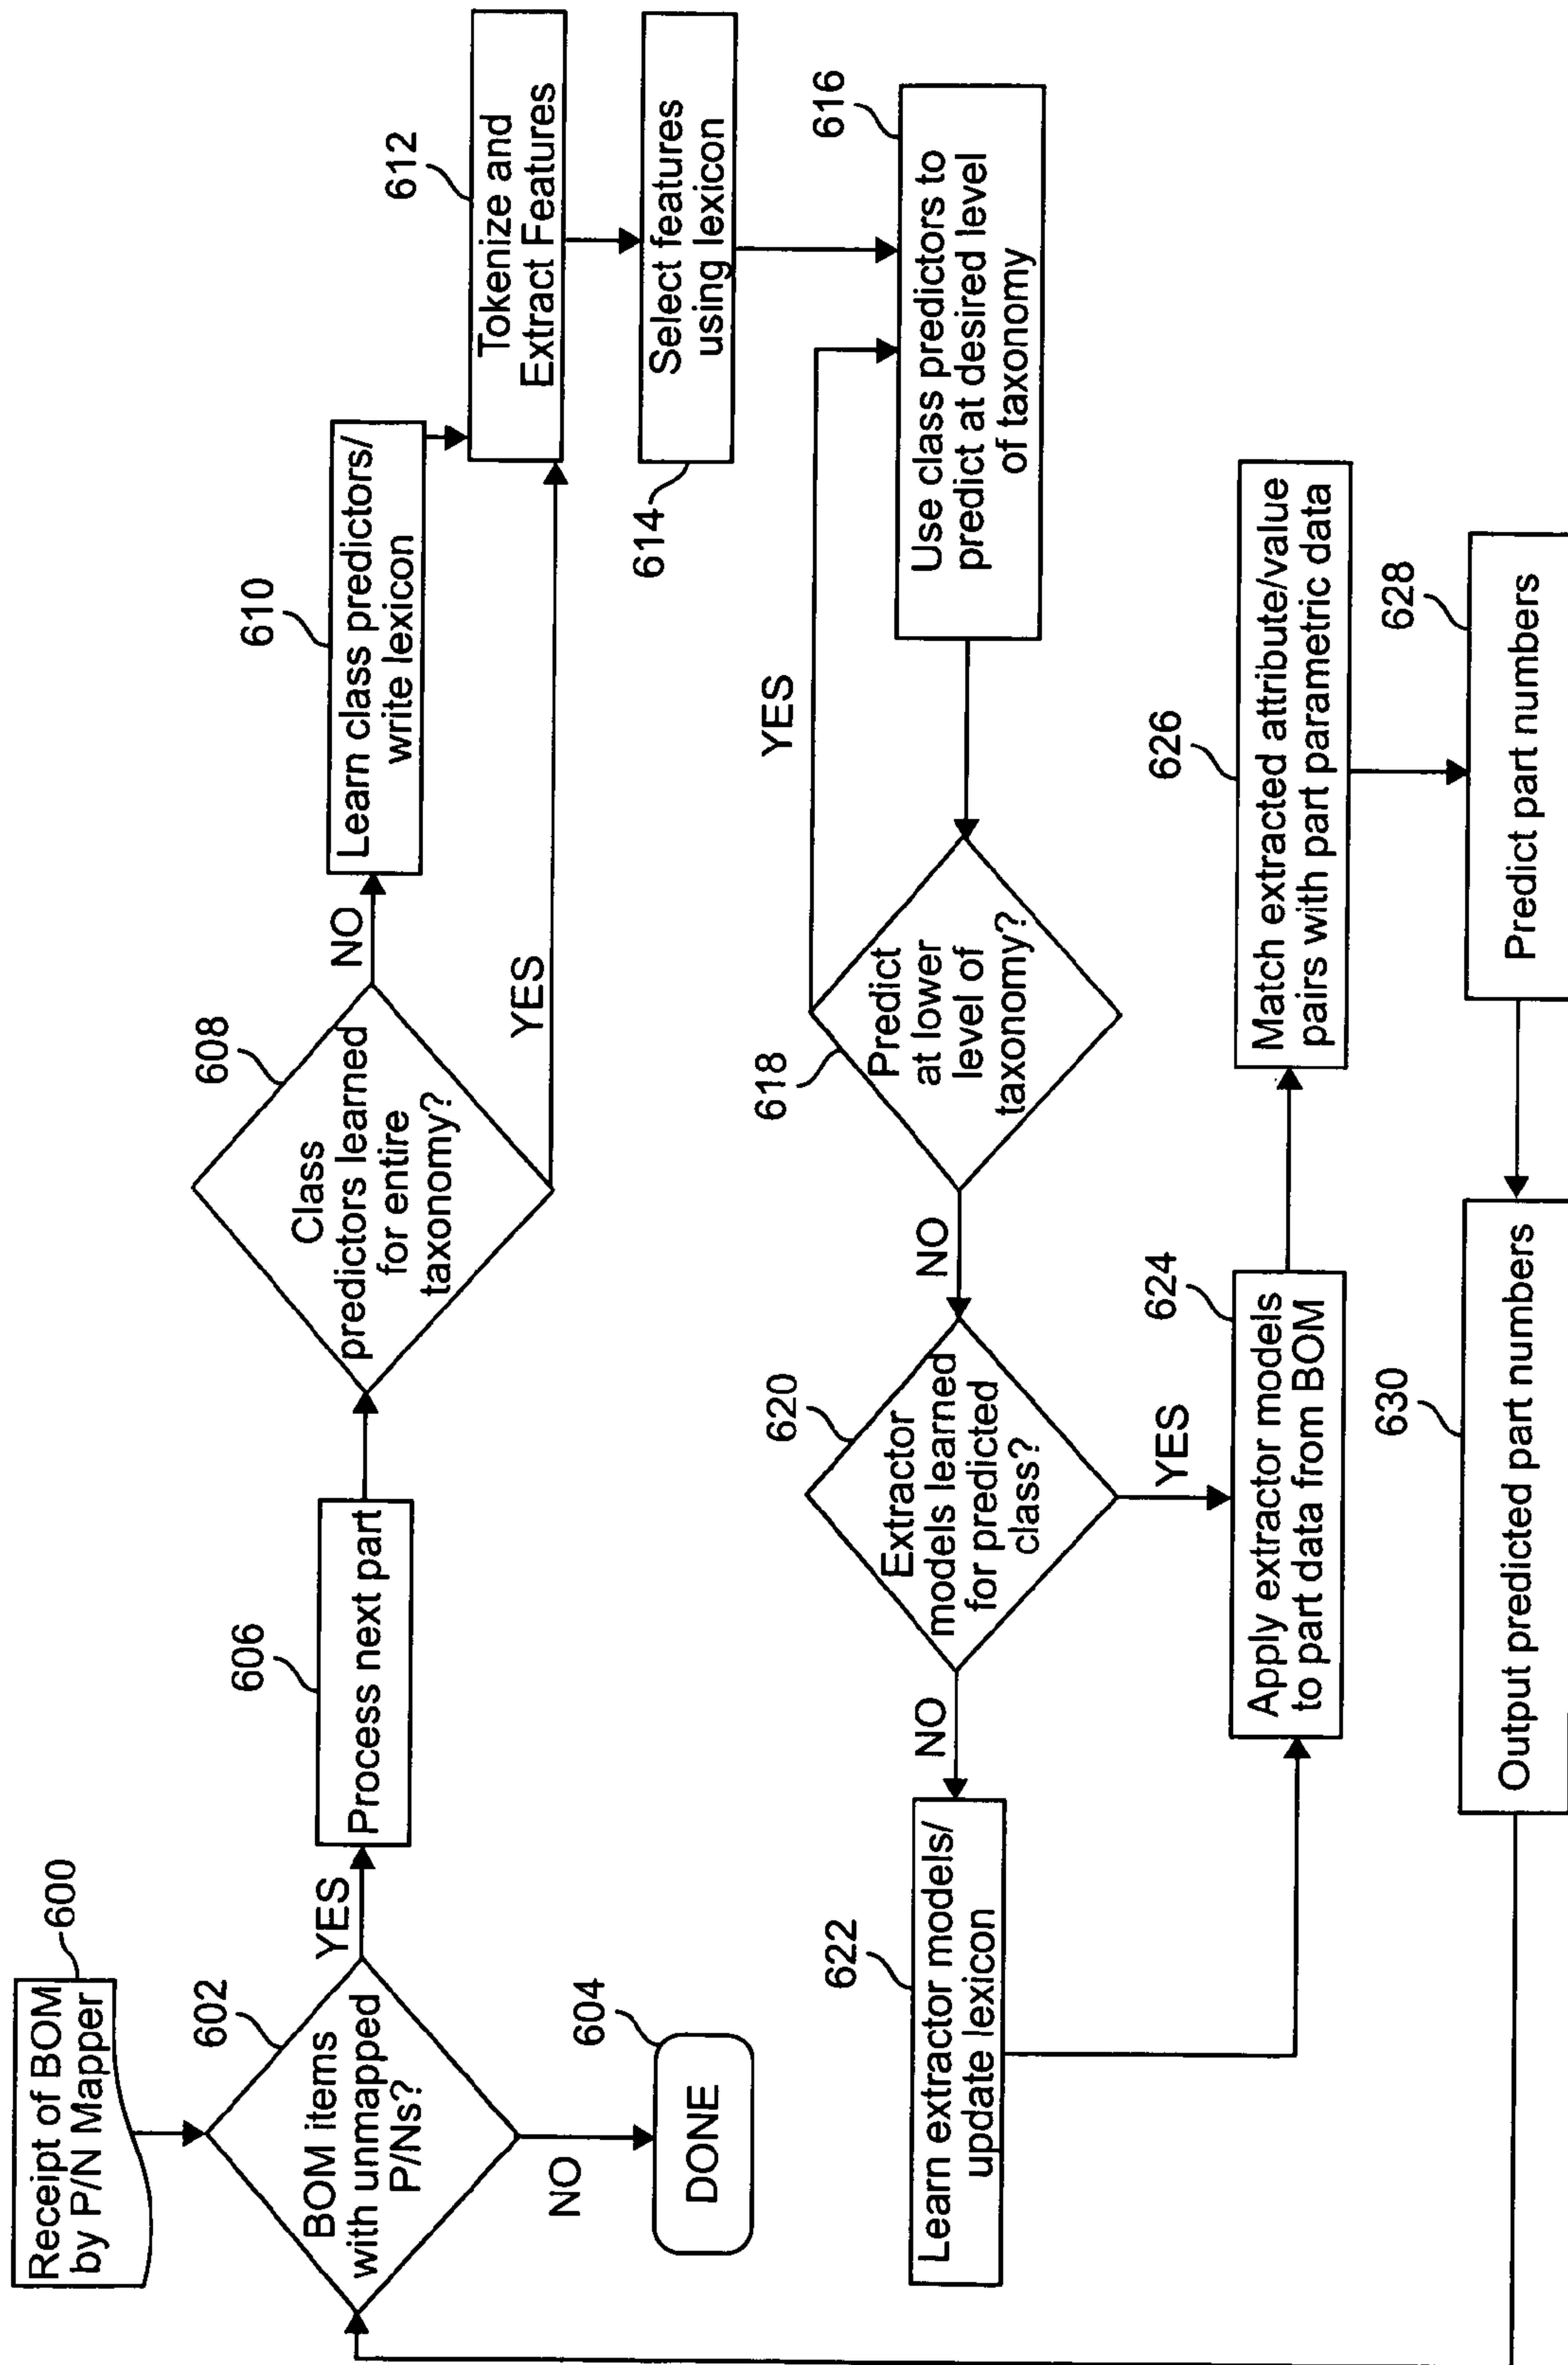 Receipt of BOM
by P/N Mapper
600
BOM items
with unmapped
P/Ns?
602
YES
NO
DONE
604
Process next part
606
Class
predictors learned
for entire
taxonomy?
608
NO
YES
Learn class predictors/
write lexicon
610
Tokenize and
Extract Features
612
Select features
using lexicon
614
Use class predictors to
predict at desired level
of taxonomy
616
Predict
at lower
level of
taxonomy?
618
YES
NO
Extractor
models learned
for predicted
class?
620
NO
YES
Learn extractor models/
update lexicon
622
Apply extractor models
to part data from BOM
624
Match extracted attribute/value
pairs with part parametric data
626
Predict part numbers
628
Output predicted part numbers
630